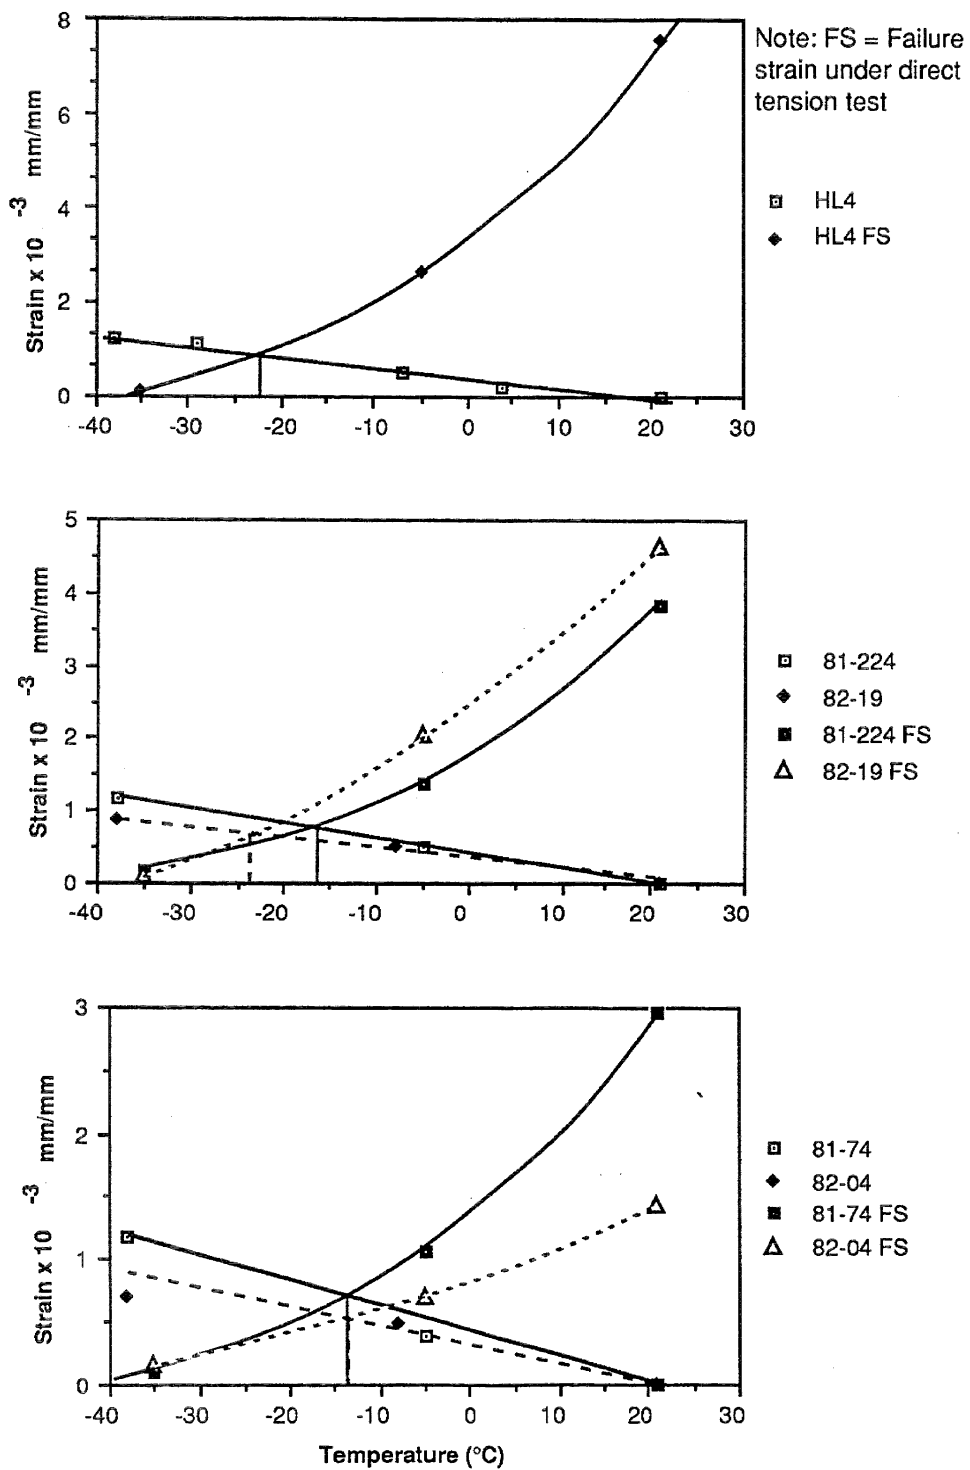 Note: FS = Failure
strain under direct
tension test
8
6
4
2
0
Strain x 10 -3 mm/mm
-40 -30 -20 -10 0 10 20 30
HL4
HL4 FS
5
4
3
2
1
0
Strain x 10 -3 mm/mm
-40 -30 -20 -10 0 10 20 30
81-224
82-19
81-224 FS
82-19 FS
3
2
1
0
Strain x 10 -3 mm/mm
-40 -30 -20 -10 0 10 20 30
81-74
82-04
81-74 FS
82-04 FS
Temperature (°C)